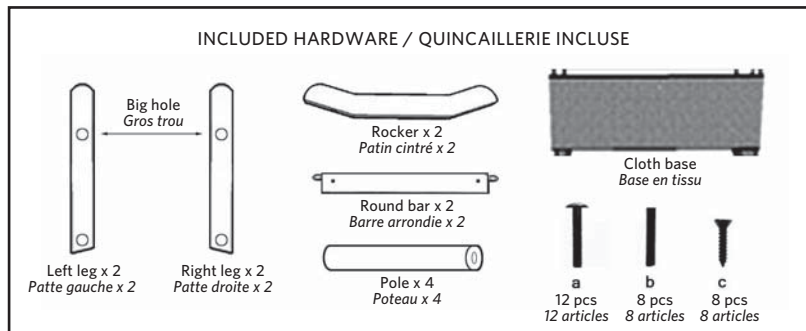 INCLUDED HARDWARE / QUINCAILLERIE INCLUSE
Big hole
Gros trou
Left leg x 2
Patte gauche x 2
Right leg x 2
Patte droite x 2
Rocker x 2
Patin cintré x 2
Round bar x 2
Barre arrondie x 2
Pole x 4
Poteau x 4
Cloth base
Base en tissu
a
12 pcs
12 articles
b
8 pcs
8 articles
c
8 pcs
8 articles